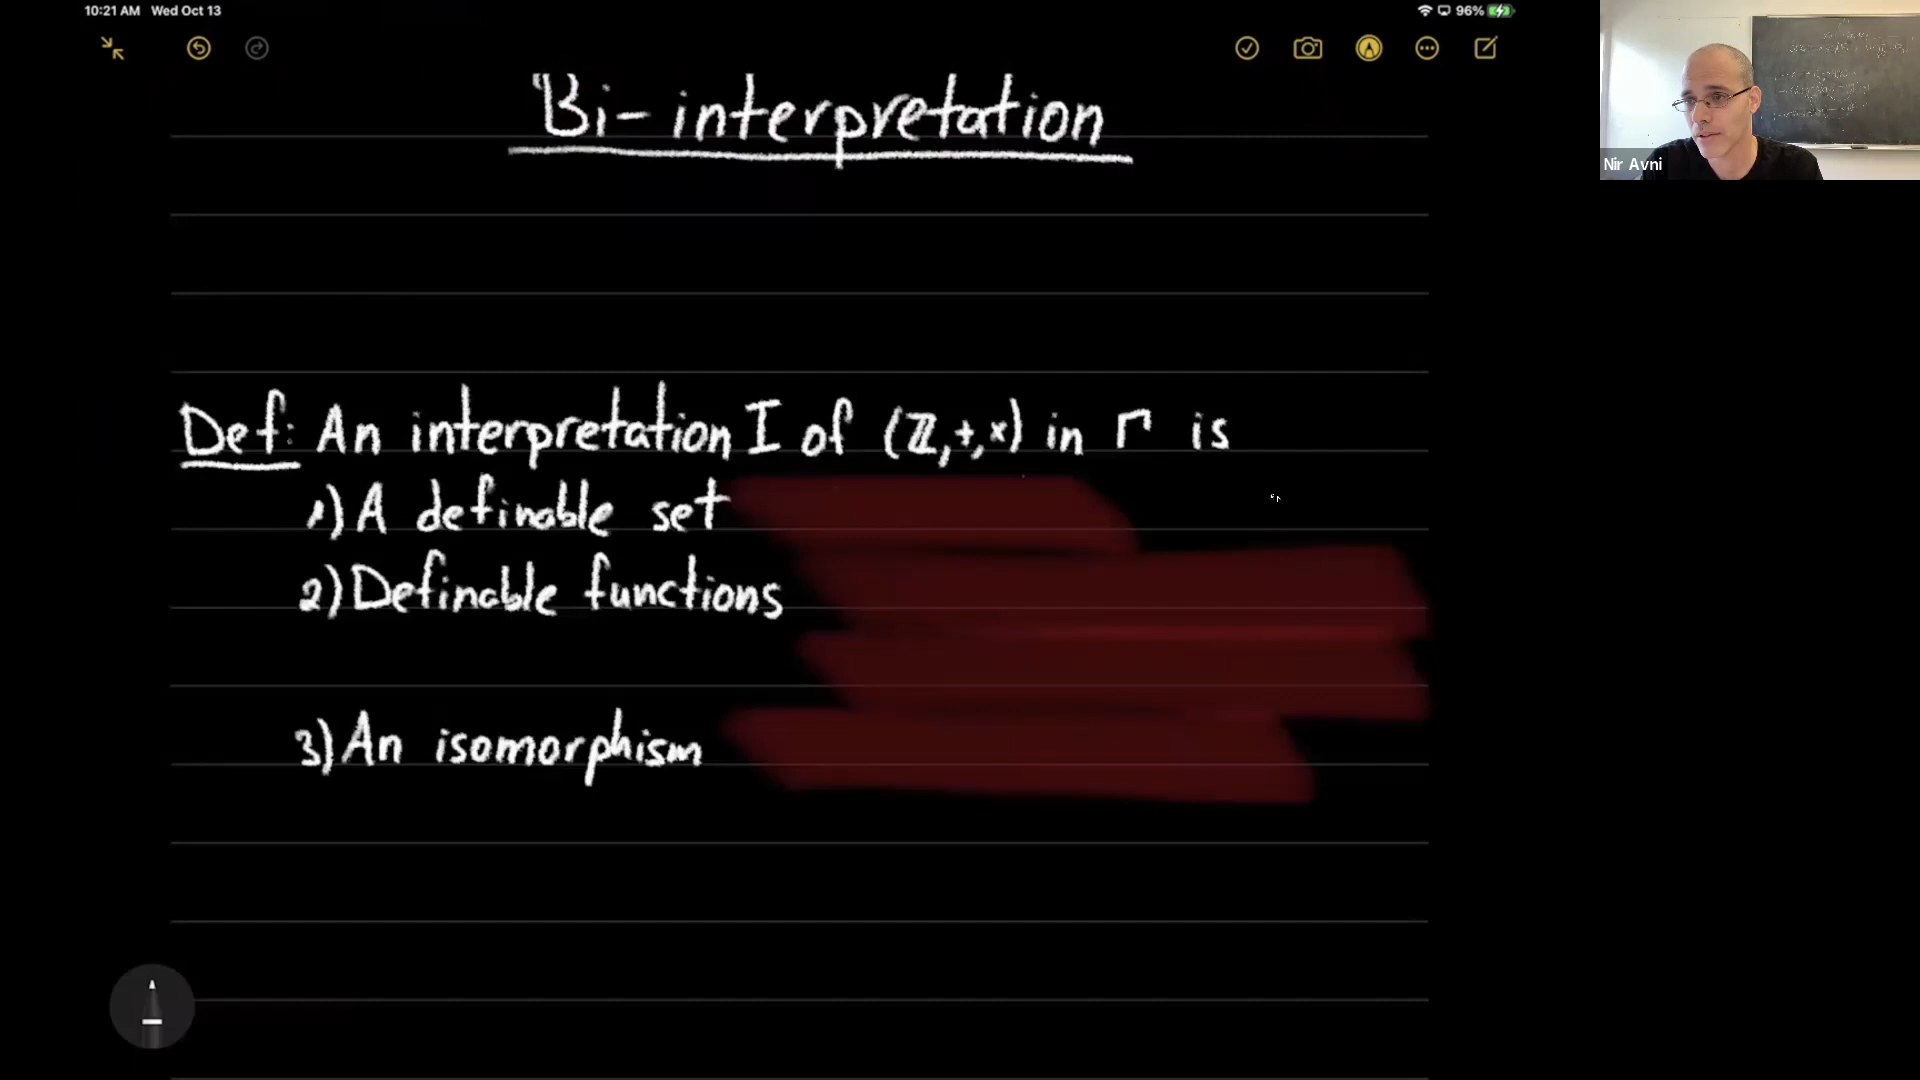 10:21 AM Wed Oct 13
96%
Bi-interpretation
Nir Avni
Def: An interpretation I of (ℤ,+,×) in Γ is
1) A definable set
2) Definable functions
3) An isomorphism